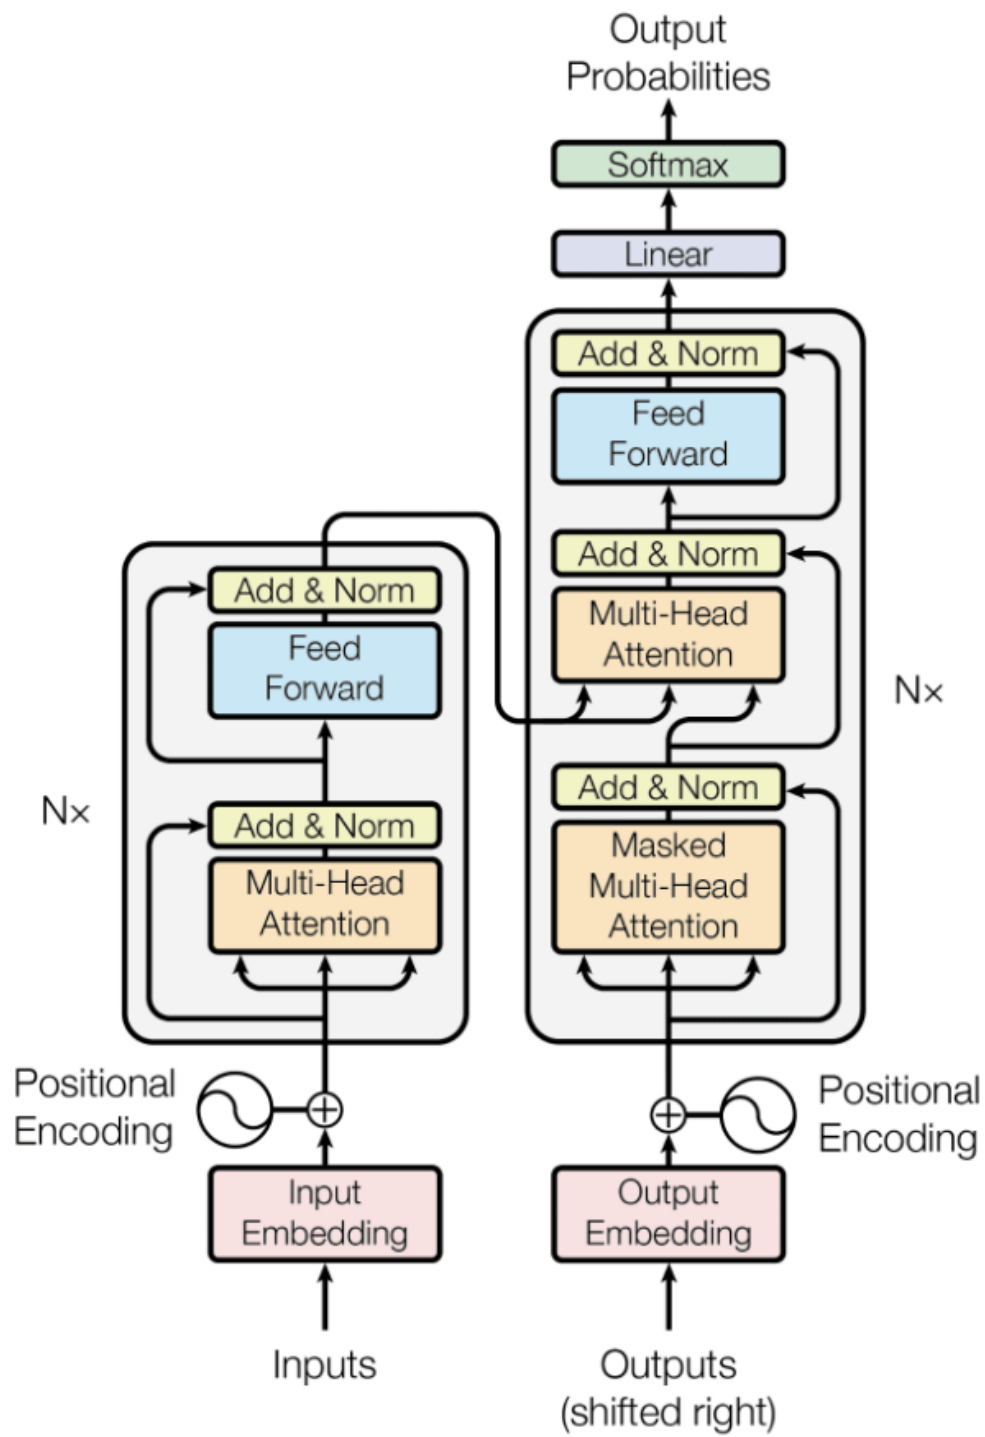 Output
Probabilities
Softmax
Linear
Add & Norm
Feed
Forward
Add & Norm
Multi-Head
Attention
Add & Norm
Masked
Multi-Head
Attention
N×
Add & Norm
Feed
Forward
Add & Norm
Multi-Head
Attention
N×
Positional
Encoding
Positional
Encoding
Input
Embedding
Output
Embedding
Inputs
Outputs
(shifted right)